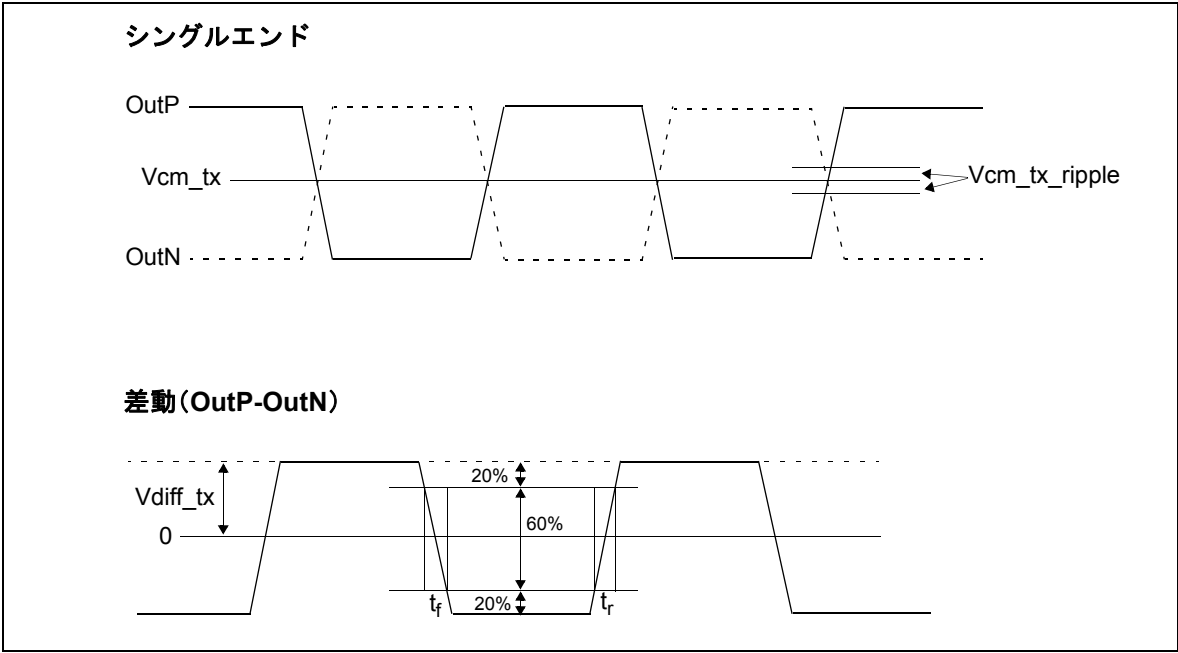 シングルエンド
OutP
Vcm_tx
Vcm_tx_ripple
OutN
差動(OutP-OutN)
20%
Vdiff_tx
60%
0
tf
20%
tr